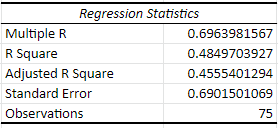 Regression Statistics
Multiple R 0.6963981567
R Square 0.4849703927
Adjusted R Square 0.4555401294
Standard Error 0.6901501069
Observations 75